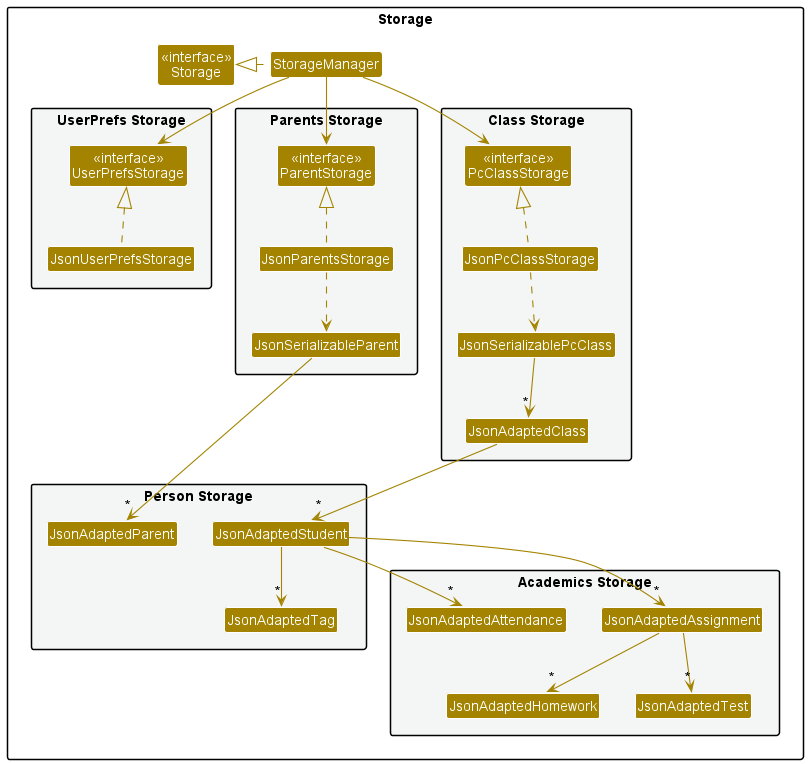 Storage
«interface»
Storage
StorageManager
UserPrefs Storage
Parents Storage
Class Storage
«interface»
UserPrefsStorage
«interface»
ParentStorage
«interface»
PcClassStorage
JsonUserPrefsStorage
JsonParentsStorage
JsonPcClassStorage
JsonSerializableParent
JsonSerializablePcClass
*
JsonAdaptedClass
Person Storage
*
*
JsonAdaptedParent
JsonAdaptedStudent
Academics Storage
*
*
*
JsonAdaptedTag
JsonAdaptedAttendance
JsonAdaptedAssignment
*
*
JsonAdaptedHomework
JsonAdaptedTest